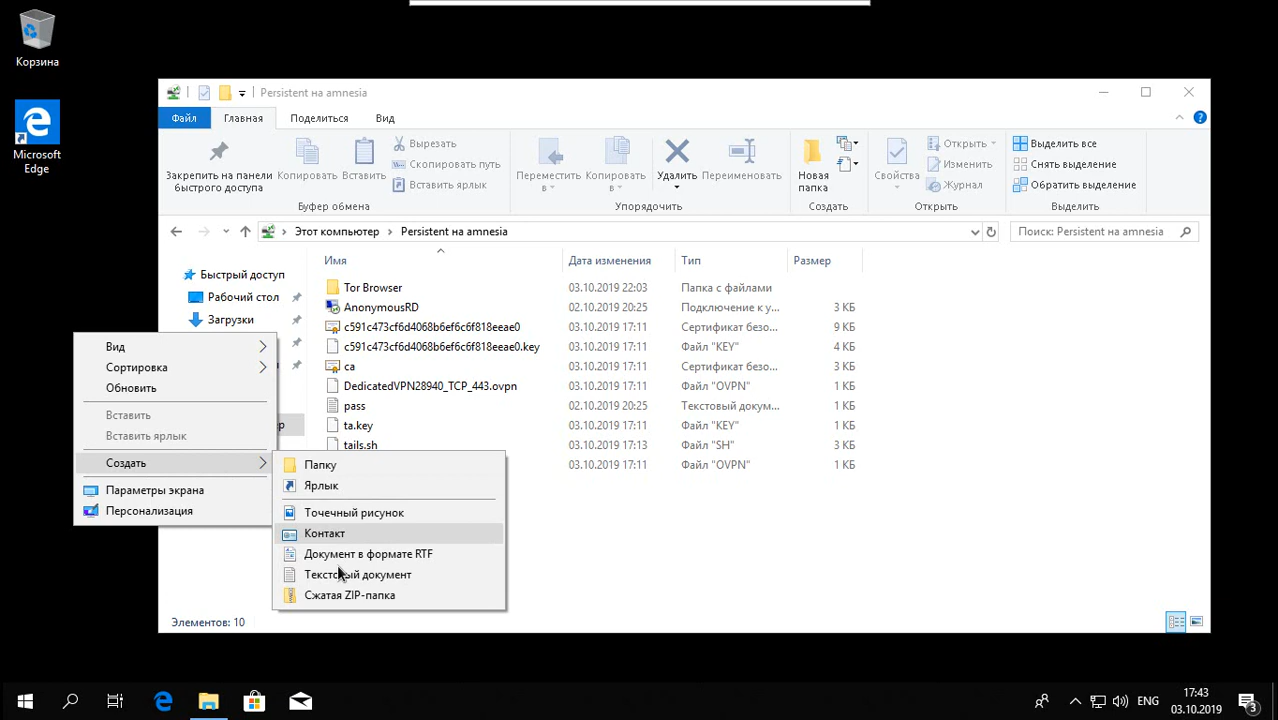 Корзина
Microsoft
Edge
Persistent на amnesia
Файл
Главная
Поделиться
Вид
Закрепить на панели
быстрого доступа
Копировать
Вставить
Вырезать
Скопировать путь
Вставить ярлык
Буфер обмена
Переместить
в
Копировать
в
Удалить
Переименовать
Упорядочить
Новая
папка
Создать
Свойства
Открыть
Изменить
Журнал
Открыть
Выделить все
Снять выделение
Обратить выделение
Выделить
Этот компьютер
Persistent на amnesia
Поиск: Persistent на amnesia
Быстрый доступ
Рабочий стол
Загрузки
ер
Имя
Дата изменения
Тип
Размер
Tor Browser 03.10.2019 22:03 Папка с файлами
AnonymousRD 02.10.2019 20:25 Подключение к у... 3 КБ
c591c473cf6d4068b6ef6c6f818eeae0 03.10.2019 17:11 Сертификат безо... 9 КБ
c591c473cf6d4068b6ef6c6f818eeae0.key 03.10.2019 17:11 Файл "KEY" 4 КБ
ca 03.10.2019 17:11 Сертификат безо... 3 КБ
DedicatedVPN28940_TCP_443.ovpn 03.10.2019 17:11 Файл "OVPN" 1 КБ
pass 02.10.2019 20:25 Текстовый докум... 1 КБ
ta.key 03.10.2019 17:11 Файл "KEY" 1 КБ
tails.sh 03.10.2019 17:13 Файл "SH" 3 КБ
03.10.2019 17:11 Файл "OVPN" 1 КБ
Вид
Сортировка
Обновить
Вставить
Вставить ярлык
Создать
Параметры экрана
Персонализация
Папку
Ярлык
Точечный рисунок
Контакт
Документ в формате RTF
Текстовый документ
Сжатая ZIP-папка
Элементов: 10
ENG
17:43
03.10.2019
3